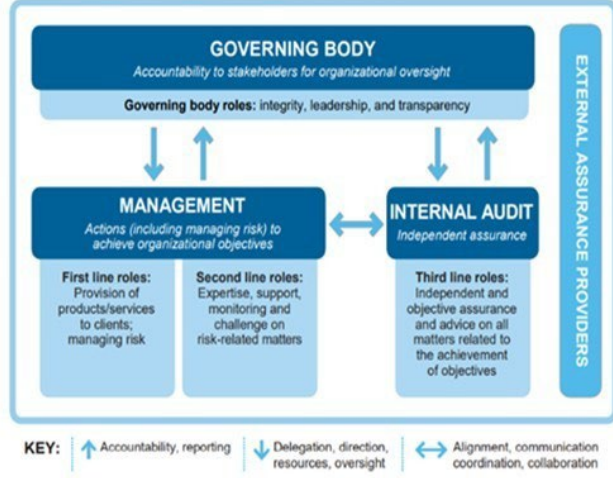 GOVERNING BODY
Accountability to stakeholders for organizational oversight
Governing body roles: integrity, leadership, and transparency
MANAGEMENT
Actions (including managing risk) to
achieve organizational objectives
First line roles:
Provision of
products/services
to clients;
managing risk
Second line roles:
Expertise, support,
monitoring and
challenge on
risk-related matters
INTERNAL AUDIT
Independent assurance
Third line roles:
Independent and
objective assurance
and advice on all
matters related to
the achievement
of objectives
EXTERNAL ASSURANCE PROVIDERS
KEY:
Accountability, reporting
Delegation, direction,
resources, oversight
Alignment, communication
coordination, collaboration